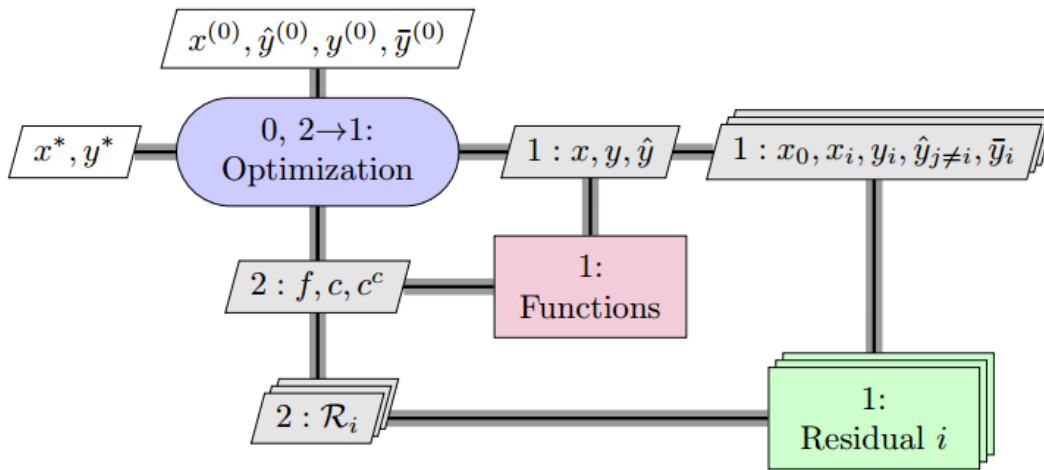 x^{(0)}, ŷ^{(0)}, y^{(0)}, ȳ^{(0)}
x^*, y^*
0, 2→1:
Optimization
1 : x, y, ŷ
1 : x_0, x_i, y_i, ŷ_{j≠i}, ȳ_i
2 : f, c, c^c
1:
Functions
2 : ℛ_i
1:
Residual i